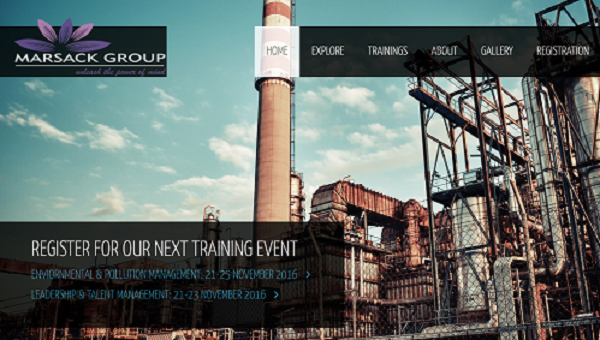 MARSACK GROUP
unleash the power of mind
HOME EXPLORE TRAININGS ABOUT GALLERY REGISTRATION
REGISTER FOR OUR NEXT TRAINING EVENT
ENVIORNMENTAL & POLLUTION MANAGEMENT: 21-25 NOVEMBER 2016 >
LEADERSHIP & TALENT MANAGEMENT: 21-23 NOVEMBER 2016 >